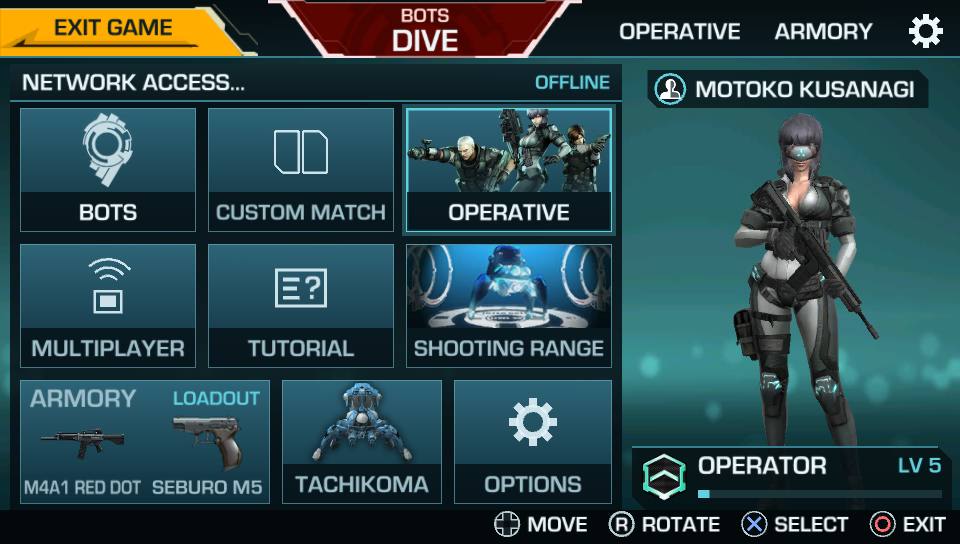 EXIT GAME
BOTS
DIVE
OPERATIVE
ARMORY
NETWORK ACCESS...
OFFLINE
MOTOKO KUSANAGI
BOTS
CUSTOM MATCH
OPERATIVE
MULTIPLAYER
TUTORIAL
SHOOTING RANGE
ARMORY
LOADOUT
M4A1 RED DOT
SEBURO M5
TACHIKOMA
OPTIONS
OPERATOR
LV 5
MOVE
R ROTATE
SELECT
EXIT